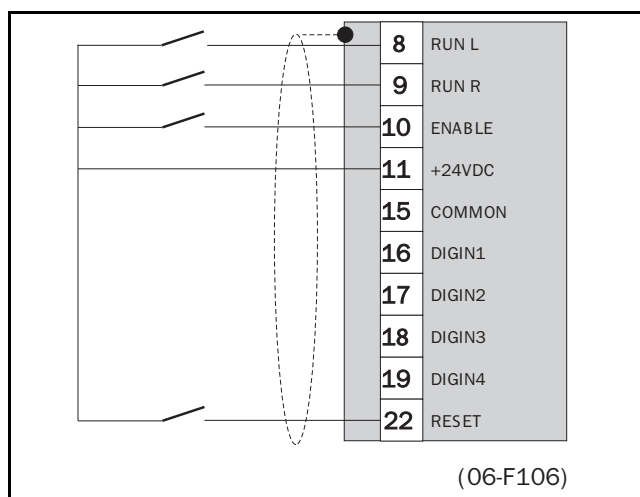 8 RUN L
9 RUN R
10 ENABLE
11 +24VDC
15 COMMON
16 DIGIN1
17 DIGIN2
18 DIGIN3
19 DIGIN4
22 RESET
(06-F106)